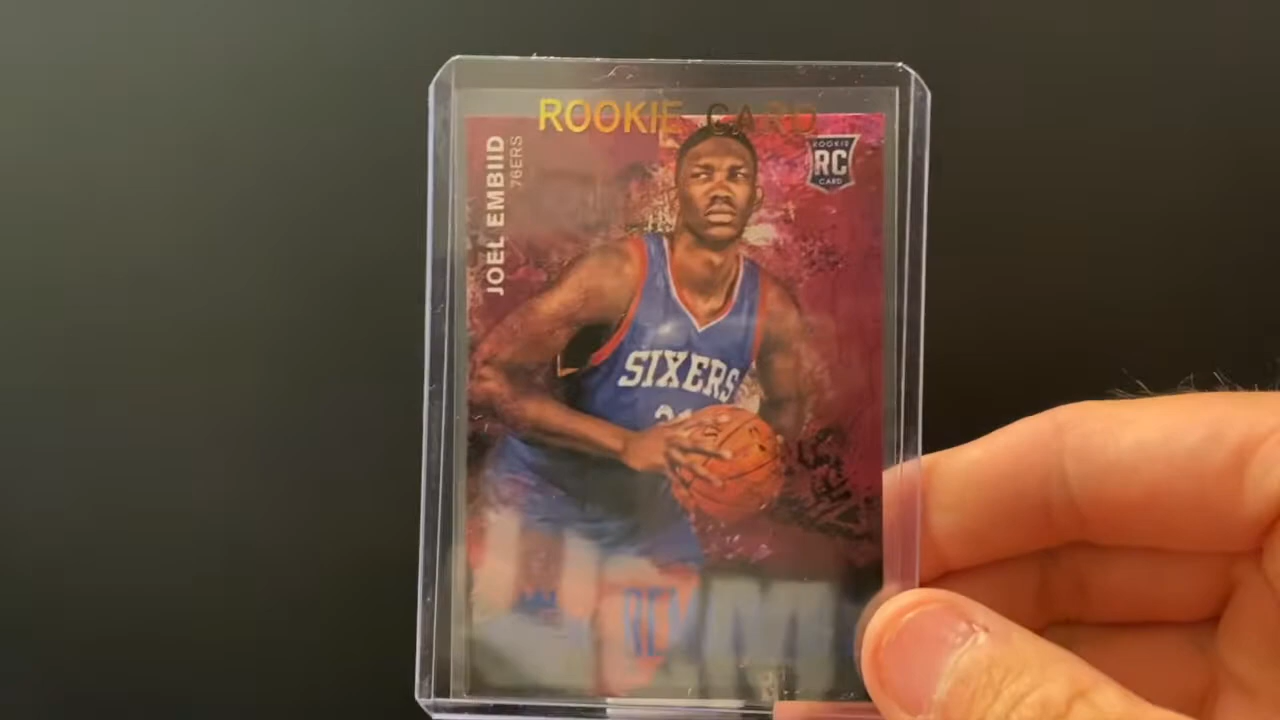 ROOKIE CARD
JOEL EMBIID
76ERS
ROOKIE
RC
CARD
SIXERS